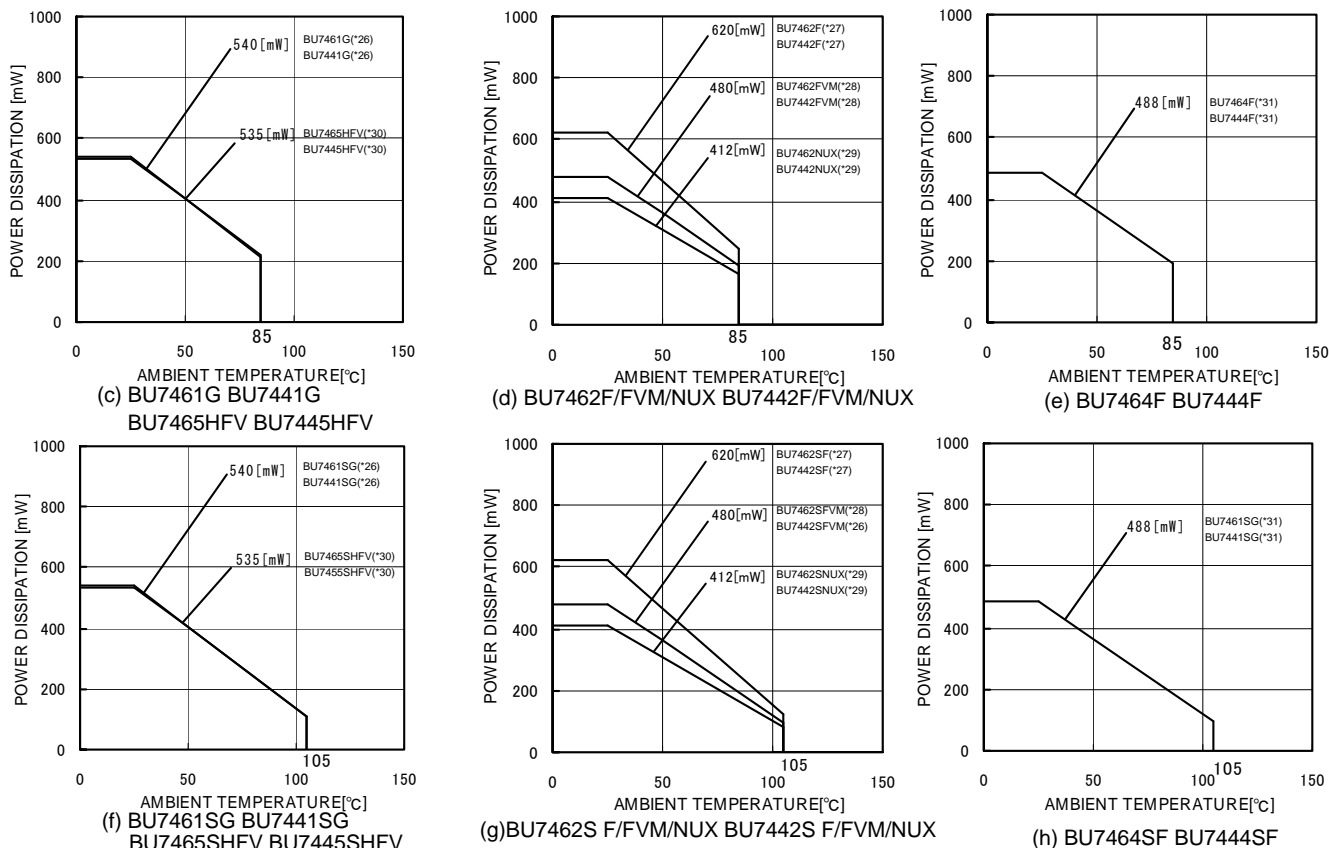 1000
800
600
400
200
0
POWER DISSIPATION [mW]
540[mW]
BU7461G(*26)
BU7441G(*26)
535[mW]
BU7465HFV(*30)
BU7445HFV(*30)
85
0 50 100 150
AMBIENT TEMPERATURE[℃]
(c) BU7461G BU7441G
BU7465HFV BU7445HFV
1000
800
600
400
200
0
POWER DISSIPATION [mW]
620[mW]
BU7462F(*27)
BU7442F(*27)
480[mW]
BU7462FVM(*28)
BU7442FVM(*28)
412[mW]
BU7462NUX(*29)
BU7442NUX(*29)
85
0 50 100 150
AMBIENT TEMPERATURE[℃]
(d) BU7462F/FVM/NUX BU7442F/FVM/NUX
1000
800
600
400
200
0
POWER DISSIPATION [mW]
488[mW]
BU7464F(*31)
BU7444F(*31)
85
0 50 100 150
AMBIENT TEMPERATURE[℃]
(e) BU7464F BU7444F
1000
800
600
400
200
0
POWER DISSIPATION [mW]
540[mW]
BU7461SG(*26)
BU7441SG(*26)
535[mW]
BU7465SHFV(*30)
BU7455SHFV(*30)
105
0 50 100 150
AMBIENT TEMPERATURE[℃]
(f) BU7461SG BU7441SG
BU7465SHFV BU7445SHFV
1000
800
600
400
200
0
POWER DISSIPATION [mW]
620[mW]
BU7462SF(*27)
BU7442SF(*27)
480[mW]
BU7462SFVM(*28)
BU7442SFVM(*26)
412[mW]
BU7462SNUX(*29)
BU7442SNUX(*29)
105
0 50 100 150
AMBIENT TEMPERATURE[℃]
(g)BU7462S F/FVM/NUX BU7442S F/FVM/NUX
1000
800
600
400
200
0
POWER DISSIPATION [mW]
488[mW]
BU7461SG(*31)
BU7441SG(*31)
105
0 50 100 150
AMBIENT TEMPERATURE[℃]
(h) BU7464SF BU7444SF